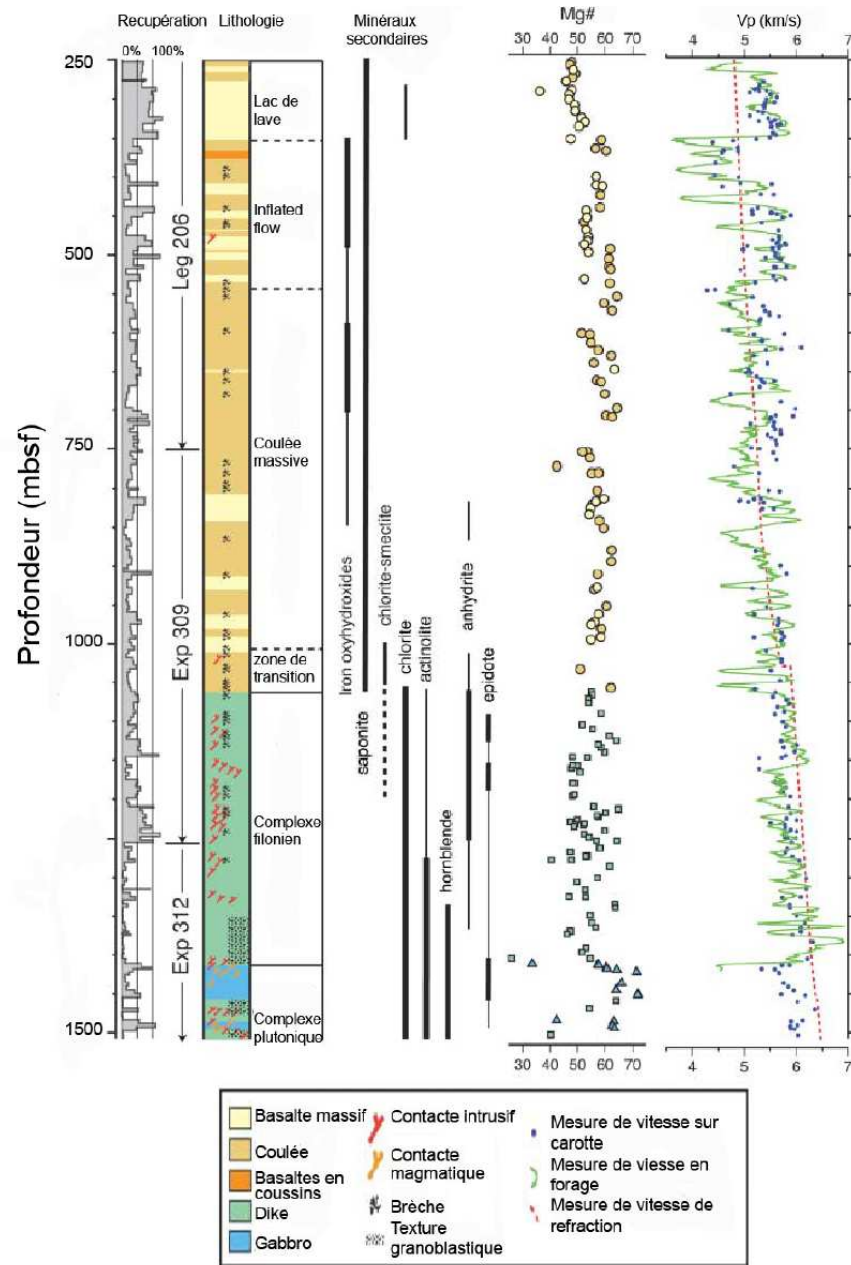 Recupération
0% 100%
Lithologie
Minéraux
secondaires
Mg#
25 40 50 60 70
Vp (km/s)
4 5 6 7
Profondeur (mbsf)
250
500
750
1000
1500
Leg 206
Exp 309
Exp 312
Lac de
lave
Inflated
flow
Coulée
massive
zone de
transition
Complexe
filonien
Complexe
plutonique
Iron oxyhydroxides
saponite
chlorite-smectite
chlorite
actinolite
hornblende
anhydrite
epidote
25 40 50 60 70
4 5 6 7
Basalte massif
Coulée
Basaltes en
coussins
Dike
Gabbro
Contacte intrusif
Contacte
magmatique
Brèche
Texture
granoblastique
Mesure de vitesse sur
carotte
Mesure de viesse en
forage
Mesure de vitesse de
refraction